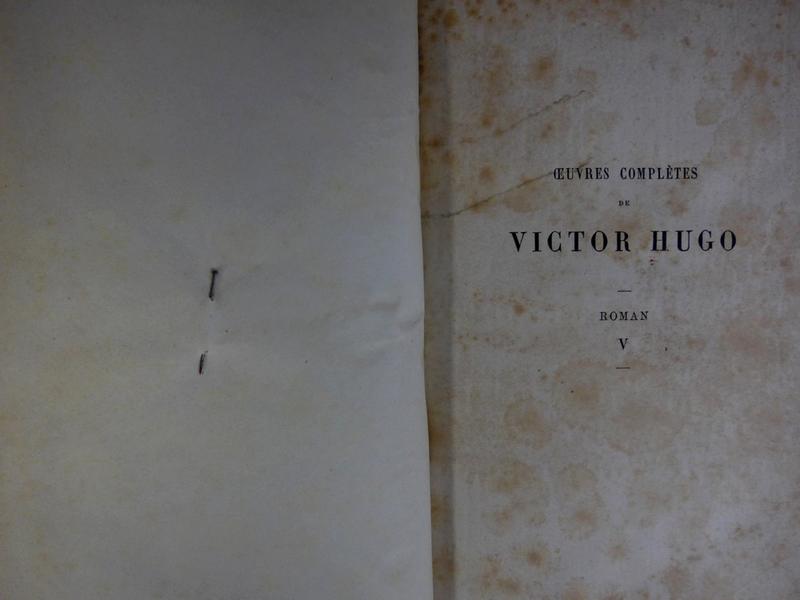 ŒUVRES COMPLÈTES
DE
VICTOR HUGO
ROMAN
V